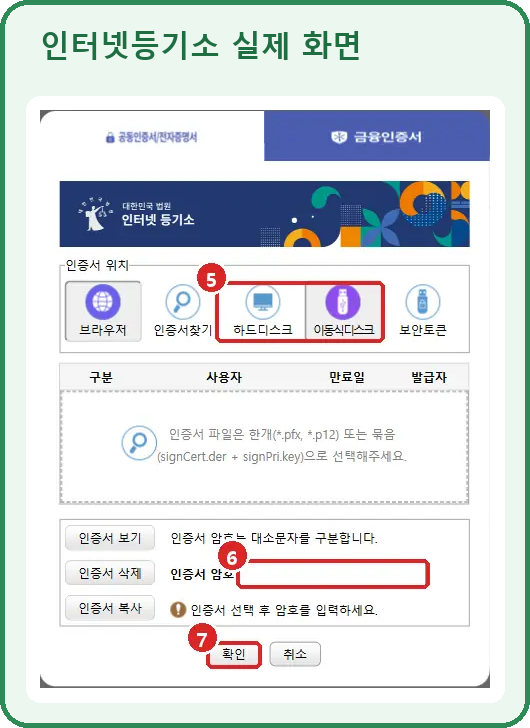 인터넷등기소 실제 화면
공동인증서/전자증명서
금융인증서
대한민국 법원
인터넷 등기소
인증서 위치
5
브라우저
인증서찾기
하드디스크
이동식디스크
보안토큰
구분 사용자 만료일 발급자
인증서 파일은 한개(*.pfx, *.p12) 또는 묶음
(signCert.der + signPri.key)으로 선택해주세요.
인증서 보기
인증서 암호는 대소문자를 구분합니다.
6
인증서 삭제
인증서 암호
인증서 복사
인증서 선택 후 암호를 입력하세요.
7
확인
취소